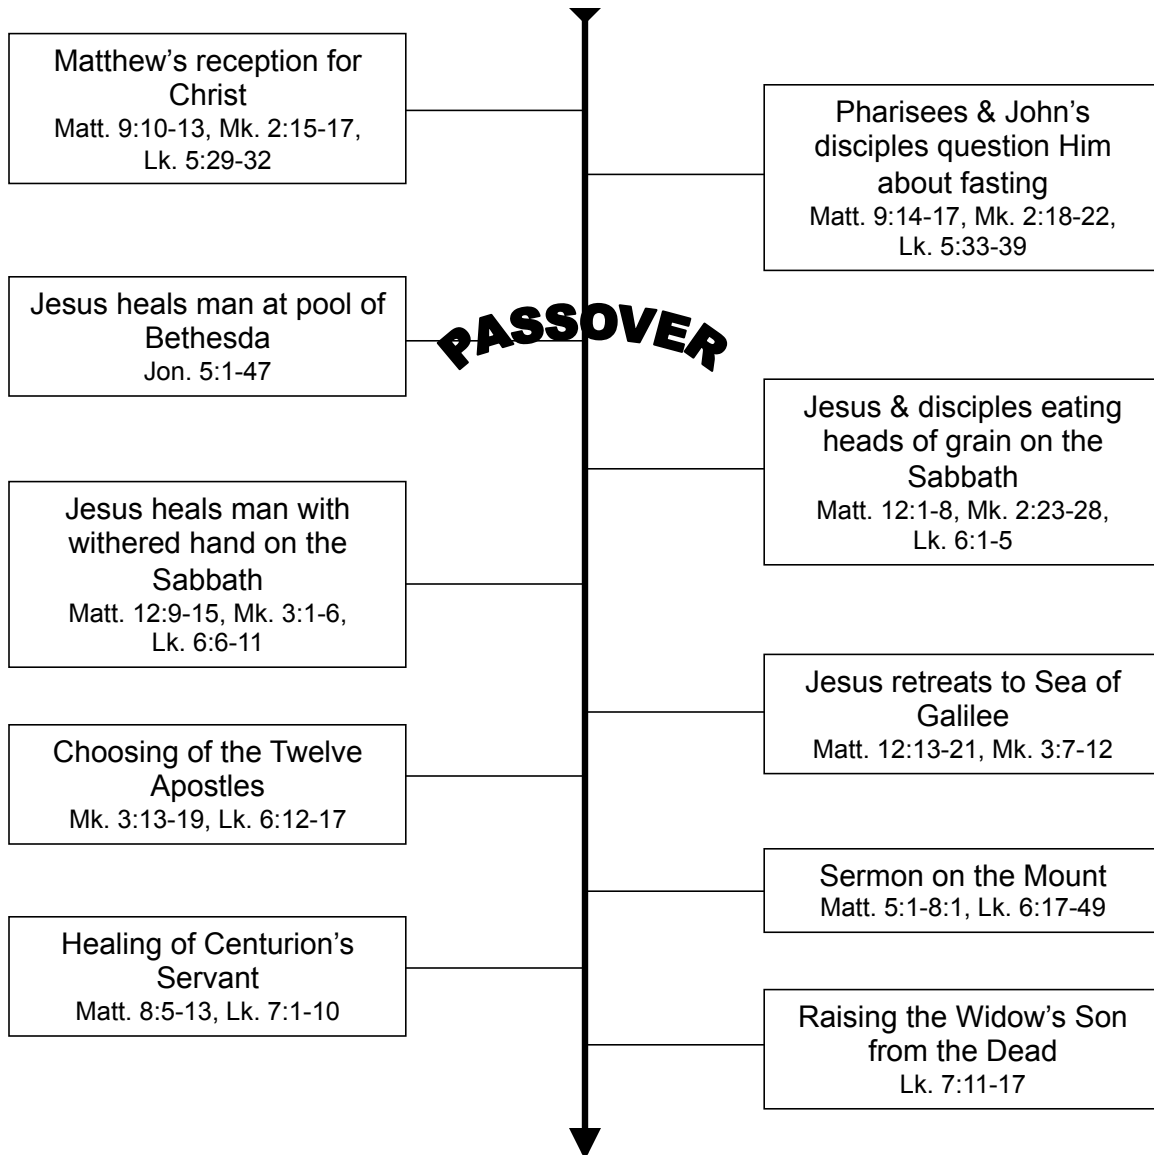 Matthew’s reception for
Christ
Matt. 9:10-13, Mk. 2:15-17,
Lk. 5:29-32
Pharisees & John’s
disciples question Him
about fasting
Matt. 9:14-17, Mk. 2:18-22,
Lk. 5:33-39
Jesus heals man at pool of
Bethesda
Jon. 5:1-47
PASSOVER
Jesus & disciples eating
heads of grain on the
Sabbath
Matt. 12:1-8, Mk. 2:23-28,
Lk. 6:1-5
Jesus heals man with
withered hand on the
Sabbath
Matt. 12:9-15, Mk. 3:1-6,
Lk. 6:6-11
Jesus retreats to Sea of
Galilee
Matt. 12:13-21, Mk. 3:7-12
Choosing of the Twelve
Apostles
Mk. 3:13-19, Lk. 6:12-17
Sermon on the Mount
Matt. 5:1-8:1, Lk. 6:17-49
Healing of Centurion’s
Servant
Matt. 8:5-13, Lk. 7:1-10
Raising the Widow’s Son
from the Dead
Lk. 7:11-17